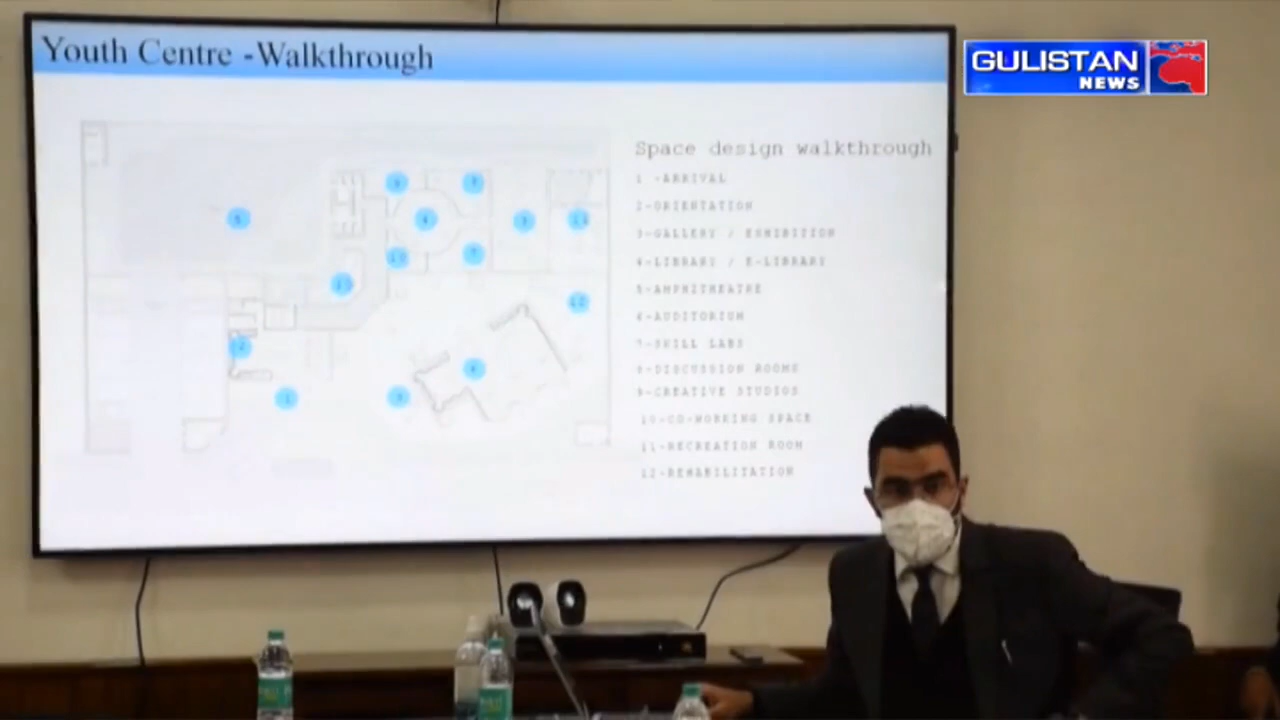 Youth Centre -Walkthrough
GULISTAN
NEWS
Space design walkthrough
1 -ARRIVAL
2-ORIENTATION
3-GALLERY / EXHIBITION
4-LIBRARY / E-LIBRARY
5-AMPHITHEATRE
6-AUDITORIUM
7-SKILL LABS
8-DISCUSSION ROOMS
9-CREATIVE STUDIOS
10-CO-WORKING SPACE
11-RECREATION ROOM
12-REHABILITATION